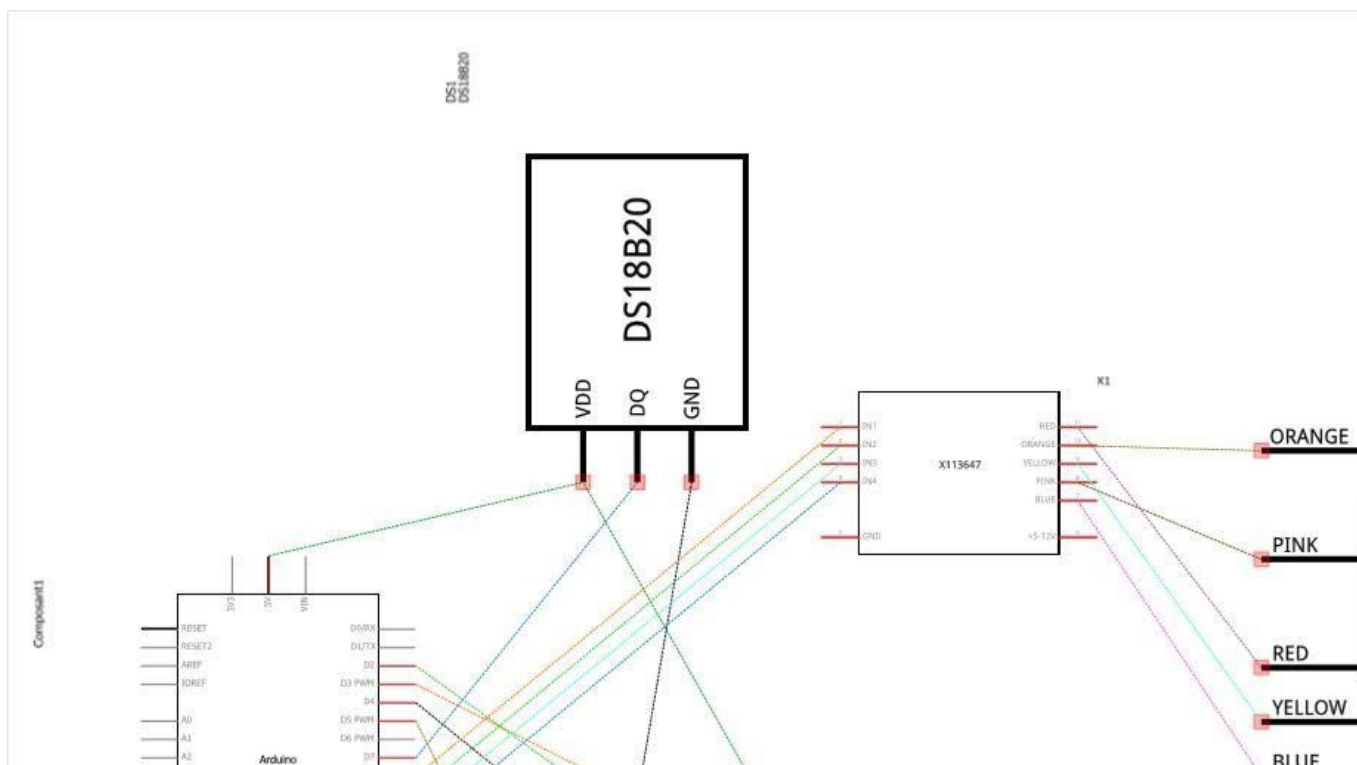 DS1
DS18B20
DS18B20
VDD
DQ
GND
X1
IN1
IN2
IN3
IN4
GND
X113647
RED
ORANGE
YELLOW
PINK
BLUE
+5-12V
ORANGE
PINK
RED
YELLOW
BLUE
Composant1
3V3
5V
VIN
RESET
RESET2
AREF
IOREF
A0
A1
A2
Arduino
D0/RX
D1/TX
D2
D3 PWM
D4
D5 PWM
D6 PWM
D7